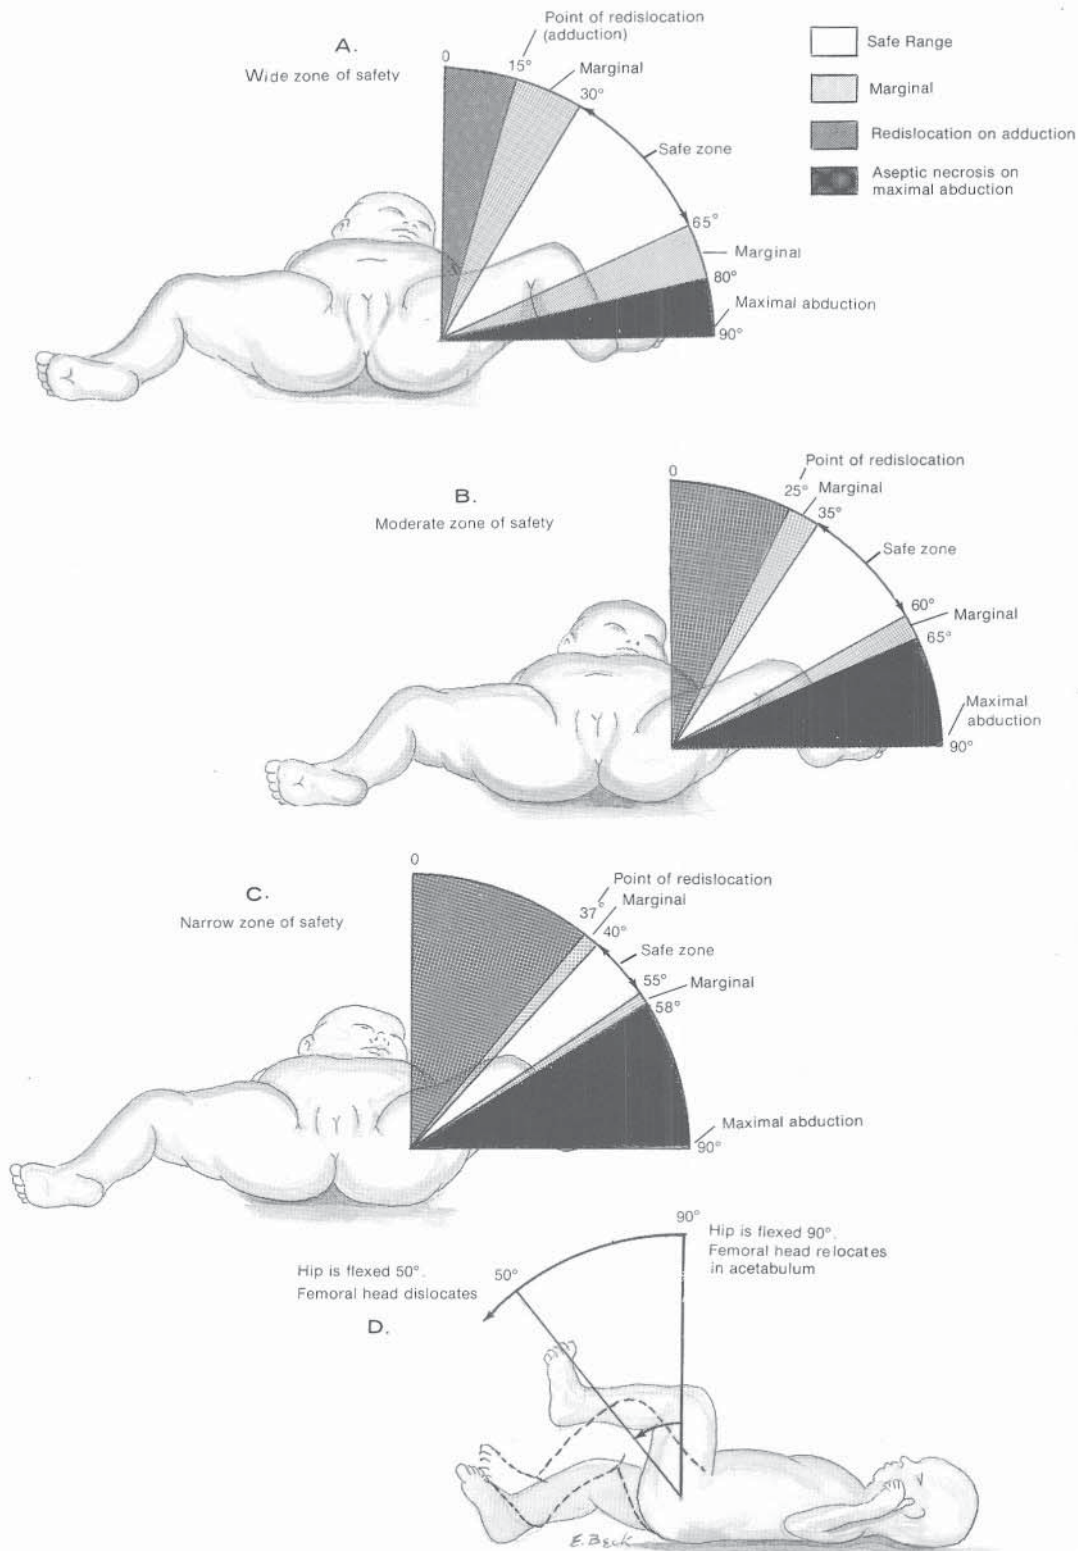 A.
Wide zone of safety
0
Point of redislocation
(adduction)
15°
Marginal
30°
Safe zone
65°
Marginal
80°
Maximal abduction
90°
Safe Range
Marginal
Redislocation on adduction
Aseptic necrosis on
maximal abduction
B.
Moderate zone of safety
0
Point of redislocation
25°
Marginal
35°
Safe zone
60°
Marginal
65°
Maximal
abduction
90°
C.
Narrow zone of safety
0
Point of redislocation
37°
Marginal
40°
Safe zone
55°
Marginal
58°
Maximal abduction
90°
Hip is flexed 50°.
Femoral head dislocates
D.
50°
90°
Hip is flexed 90°.
Femoral head relocates
in acetabulum
E. Beck